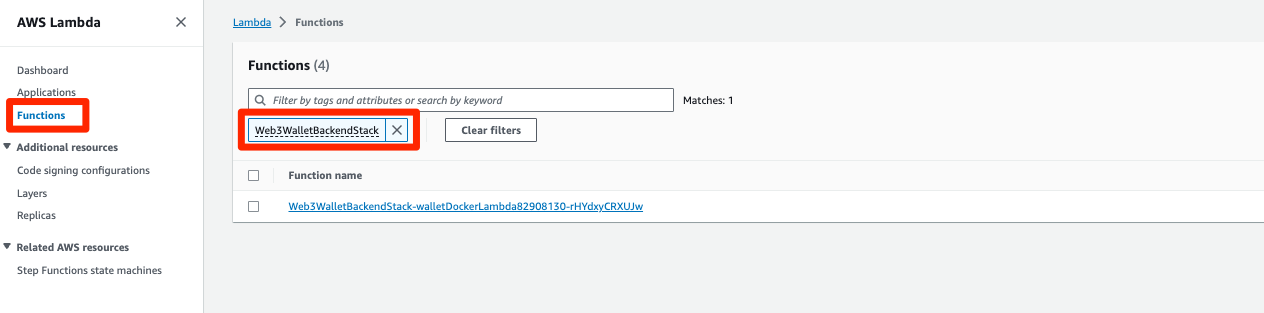 AWS Lambda
Dashboard
Applications
Functions
Additional resources
Code signing configurations
Layers
Replicas
Related AWS resources
Step Functions state machines
Lambda > Functions
Functions (4)
Filter by tags and attributes or search by keyword
Matches: 1
Web3WalletBackendStack
Clear filters
Function name
Web3WalletBackendStack-walletDockerLambda82908130-rHYdxyCRXUJw